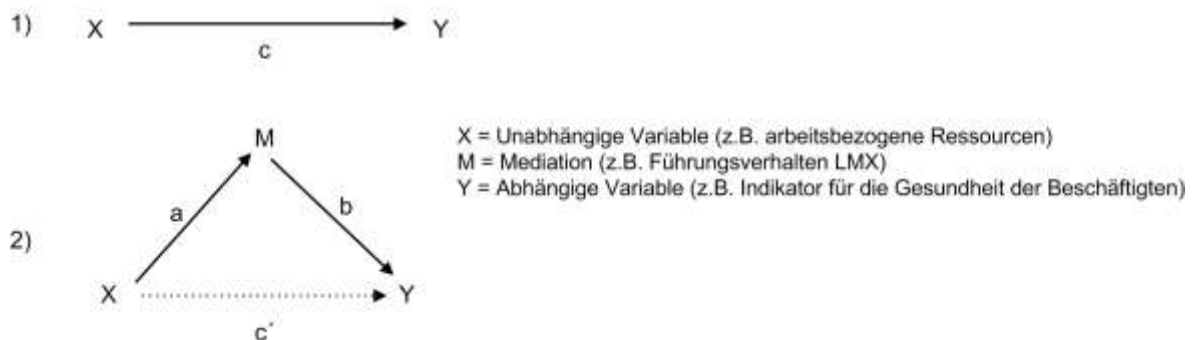 1)
X
c
Y
M
a
b
2)
X
Y
c´
X = Unabhängige Variable (z.B. arbeitsbezogene Ressourcen)
M = Mediation (z.B. Führungsverhalten LMX)
Y = Abhängige Variable (z.B. Indikator für die Gesundheit der Beschäftigten)